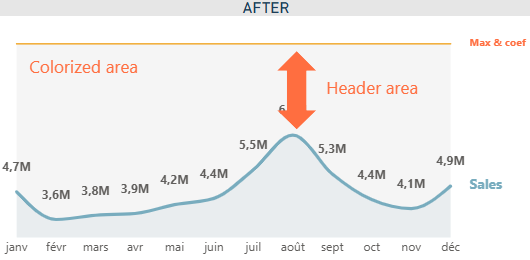 AFTER
Max & coef
Colorized area
Header area
4,7M
3,6M
3,8M
3,9M
4,2M
4,4M
5,5M
5,3M
4,4M
4,1M
4,9M
Sales
janv févr mars avr mai juin juil août sept oct nov déc